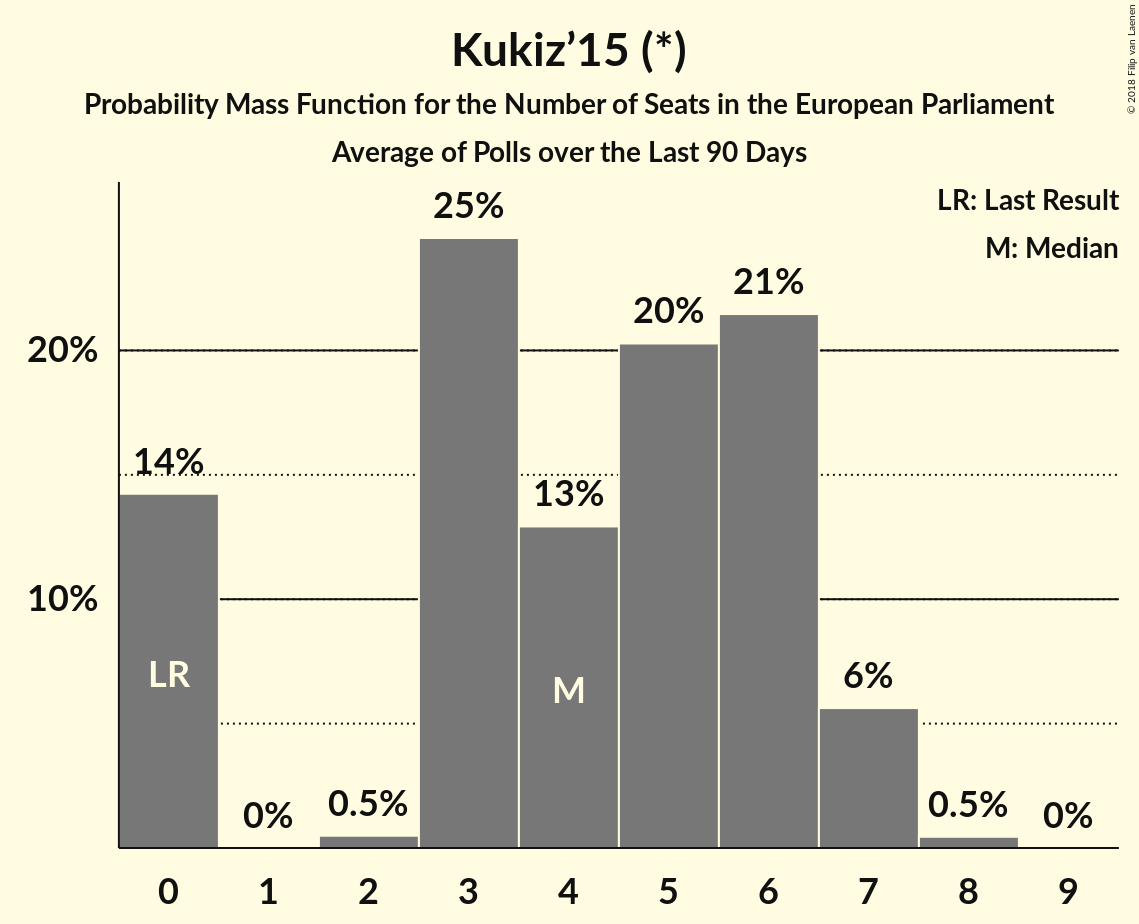 Kukiz’15 (*)
Probability Mass Function for the Number of Seats in the European Parliament
Average of Polls over the Last 90 Days
© 2018 Filip van Laenen
LR: Last Result
M: Median
25%
21%
20%
20%
14%
13%
10%
LR
M
6%
0%
0.5%
0.5%
0%
0 1 2 3 4 5 6 7 8 9